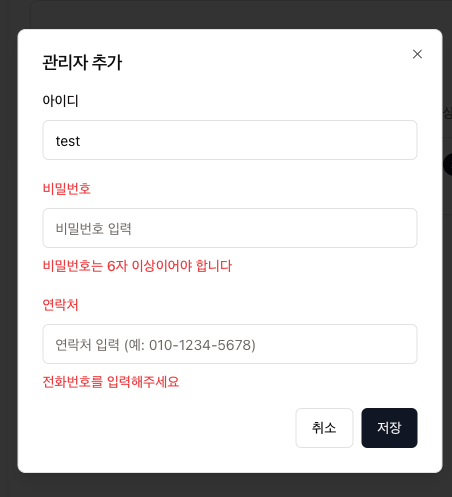 관리자 추가
아이디
test
비밀번호
비밀번호 입력
비밀번호는 6자 이상이어야 합니다
연락처
연락처 입력 (예: 010-1234-5678)
전화번호를 입력해주세요
취소 저장